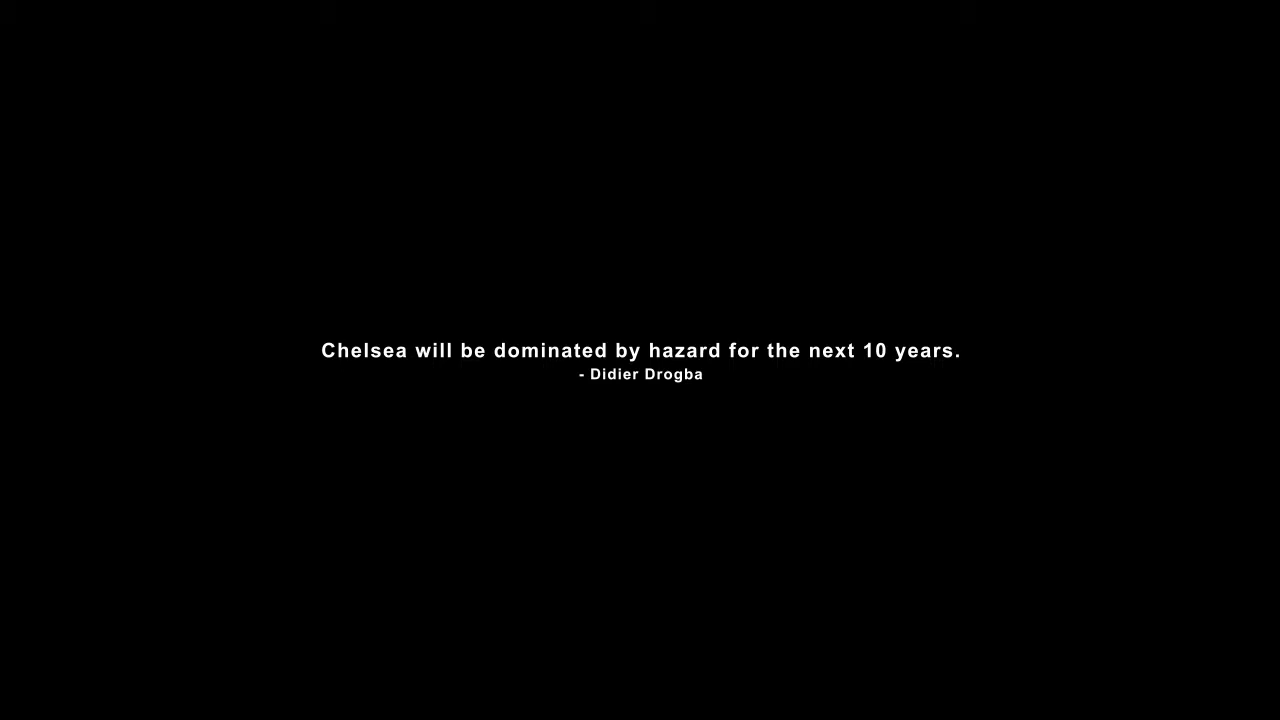 Chelsea will be dominated by hazard for the next 10 years.
- Didier Drogba